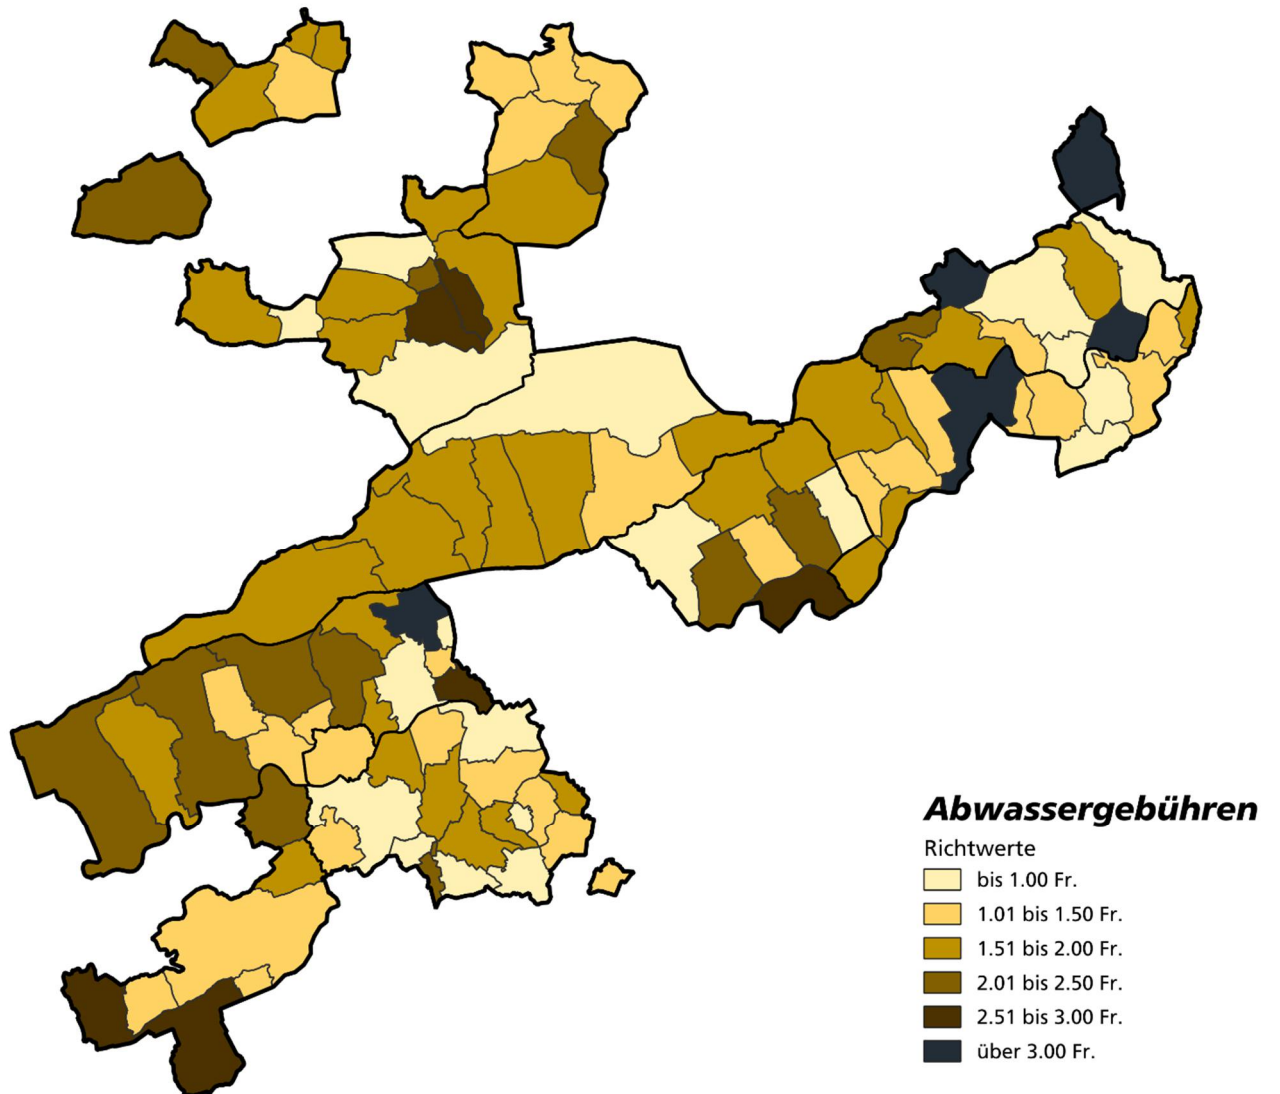 Abwassergebühren
Richtwerte
bis 1.00 Fr.
1.01 bis 1.50 Fr.
1.51 bis 2.00 Fr.
2.01 bis 2.50 Fr.
2.51 bis 3.00 Fr.
über 3.00 Fr.